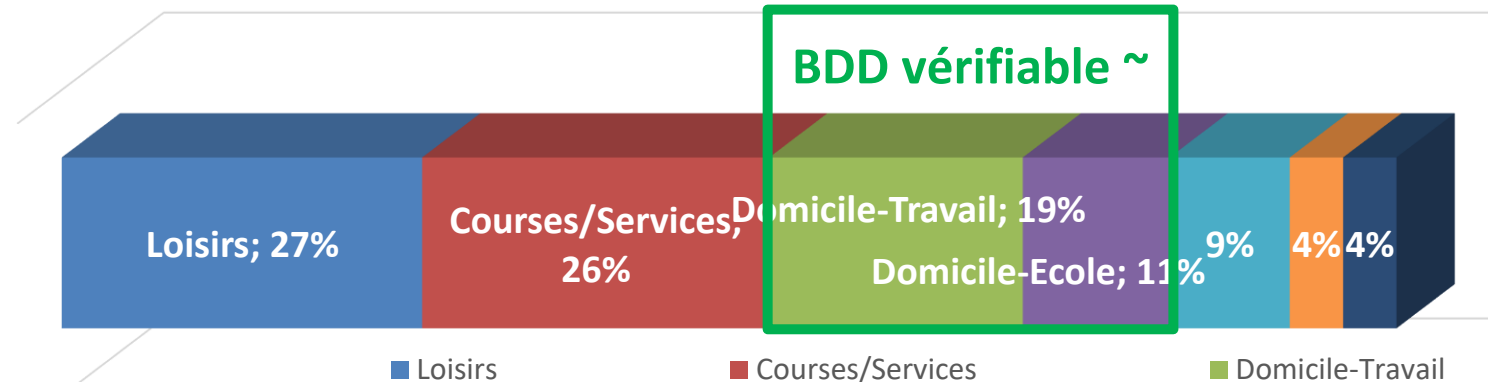 BDD vérifiable ~
Loisirs; 27%
Courses/Services;
26%
Domicile-Travail; 19%
Domicile-Ecole; 11%
9%
4%
4%
Loisirs
Courses/Services
Domicile-Travail